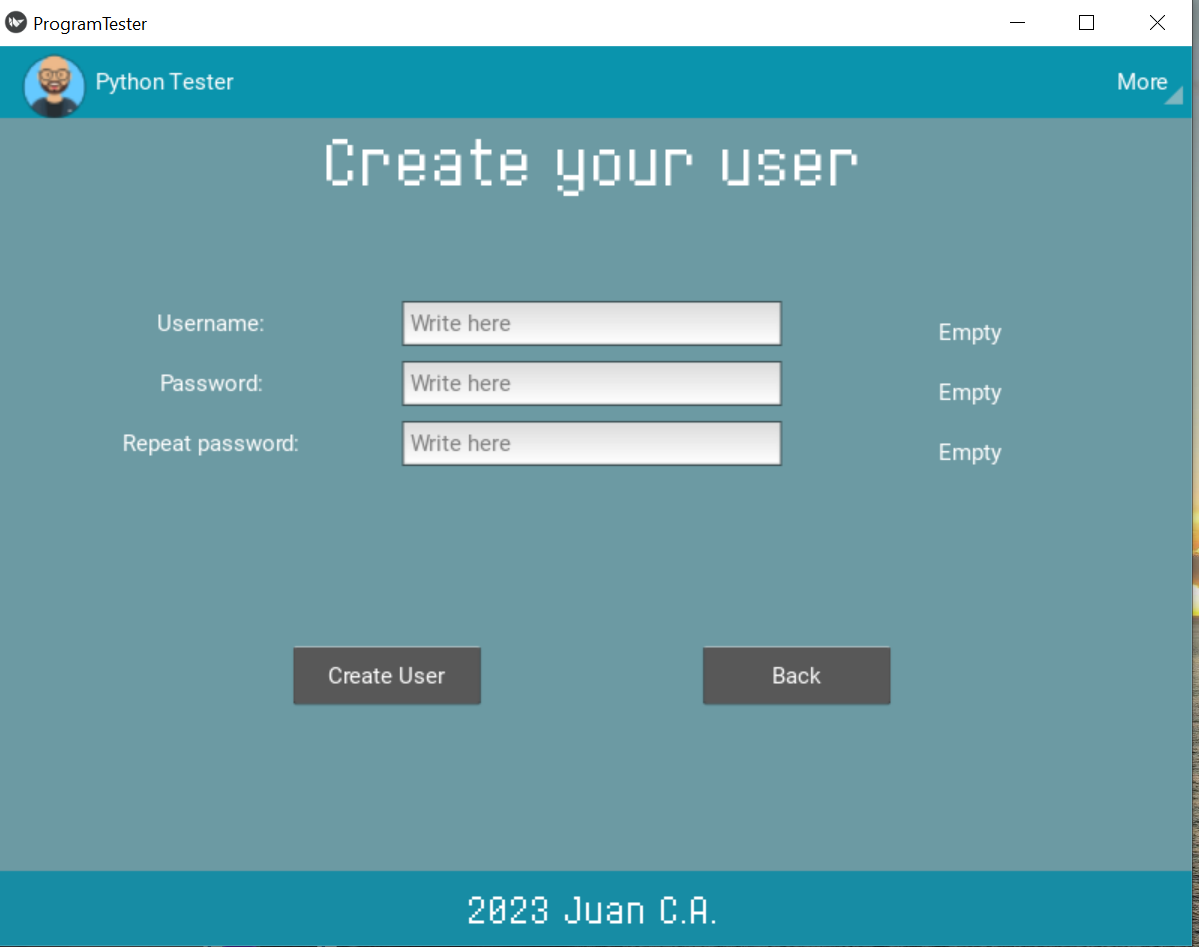 ProgramTester
Python Tester
More
Create your user
Username:
Write here
Empty
Password:
Write here
Empty
Repeat password:
Write here
Empty
Create User
Back
2023 Juan C.A.